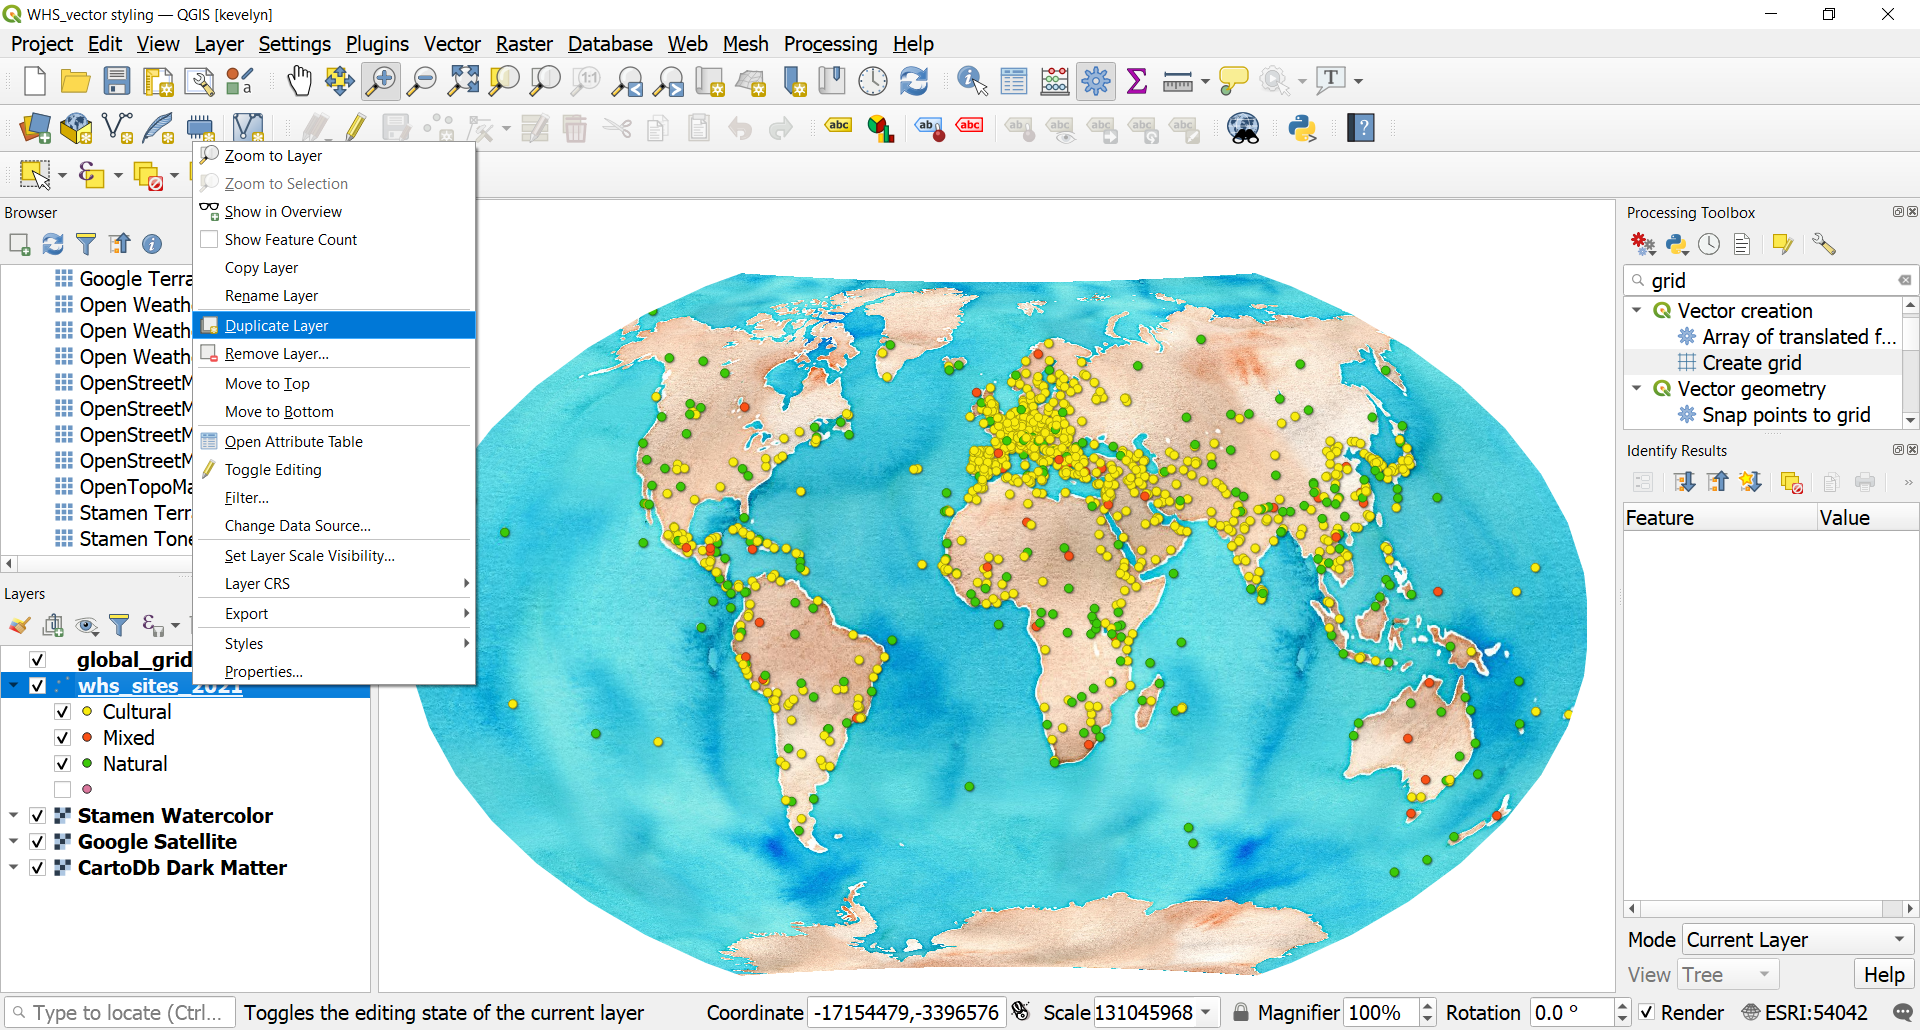 WHS_vector styling — QGIS [kevelyn]
Project Edit View Layer Settings Plugins Vector Raster Database Web Mesh Processing Help
Browser
Google Terra
Open Weath
Open Weath
Open Weath
OpenStreetM
OpenStreetM
OpenStreetM
OpenStreetM
OpenTopoMa
Stamen Terra
Stamen Tone
Zoom to Layer
Zoom to Selection
Show in Overview
Show Feature Count
Copy Layer
Rename Layer
Duplicate Layer
Remove Layer...
Move to Top
Move to Bottom
Open Attribute Table
Toggle Editing
Filter...
Change Data Source...
Set Layer Scale Visibility...
Layer CRS
Export
Styles
Properties...
Layers
global_grid
whs_sites_2021
Cultural
Mixed
Natural
Stamen Watercolor
Google Satellite
CartoDb Dark Matter
Processing Toolbox
grid
Vector creation
Array of translated f...
Create grid
Vector geometry
Snap points to grid
Identify Results
Feature Value
Mode Current Layer
View Tree Help
Type to locate (Ctrl... Toggles the editing state of the current layer Coordinate -17154479,-3396576 Scale 131045968 Magnifier 100% Rotation 0.0 ° Render ESRI:54042